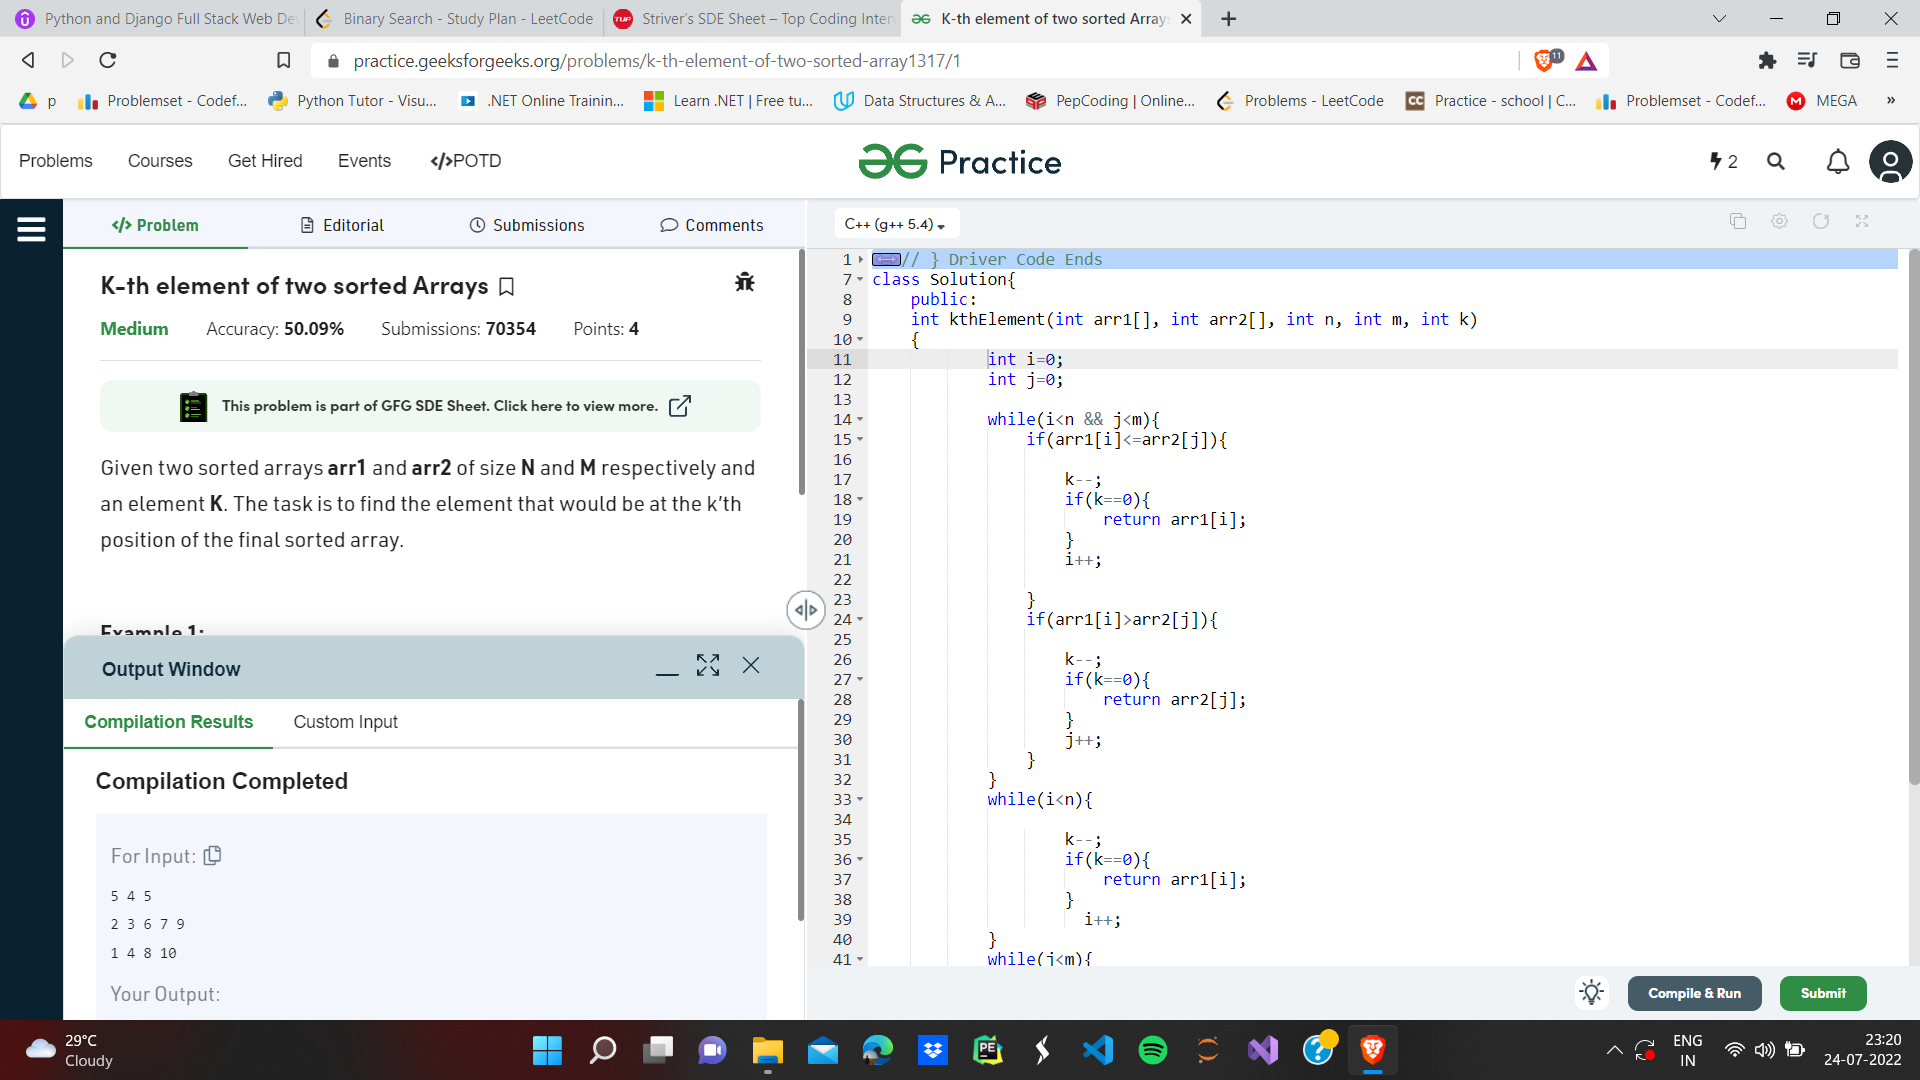 Python and Django Full Stack Web De
Binary Search - Study Plan - LeetCode
Striver's SDE Sheet – Top Coding Inter
K-th element of two sorted Array
practice.geeksforgeeks.org/problems/k-th-element-of-two-sorted-array1317/1
11
p
Problemset - Codef...
Python Tutor - Visu...
.NET Online Trainin...
Learn .NET | Free tu...
Data Structures & A...
PepCoding | Online...
Problems - LeetCode
CC
Practice - school | C...
Problemset - Codef...
M
MEGA
»
Problems
Courses
Get Hired
Events
</>POTD
Practice
2
</> Problem
Editorial
Submissions
Comments
C++ (g++ 5.4)
K-th element of two sorted Arrays
Medium Accuracy: 50.09% Submissions: 70354 Points: 4
This problem is part of GFG SDE Sheet. Click here to view more.
Given two sorted arrays arr1 and arr2 of size N and M respectively and
an element K. The task is to find the element that would be at the k'th
position of the final sorted array.
Example 1:
Output Window
Compilation Results
Custom Input
Compilation Completed
For Input:
5 4 5
2 3 6 7 9
1 4 8 10
Your Output:
1 // } Driver Code Ends
7 class Solution{
8 public:
9 int kthElement(int arr1[], int arr2[], int n, int m, int k)
10 {
11 int i=0;
12 int j=0;
13
14 while(i<n && j<m){
15 if(arr1[i]<=arr2[j]){
16
17 k--;
18 if(k==0){
19 return arr1[i];
20 }
21 i++;
22
23 }
24 if(arr1[i]>arr2[j]){
25
26 k--;
27 if(k==0){
28 return arr2[j];
29 }
30 j++;
31 }
32 }
33 while(i<n){
34
35 k--;
36 if(k==0){
37 return arr1[i];
38 }
39 i++;
40 }
41 while(j<m){
Compile & Run
Submit
29°C
Cloudy
PE
ENG
IN
23:20
24-07-2022